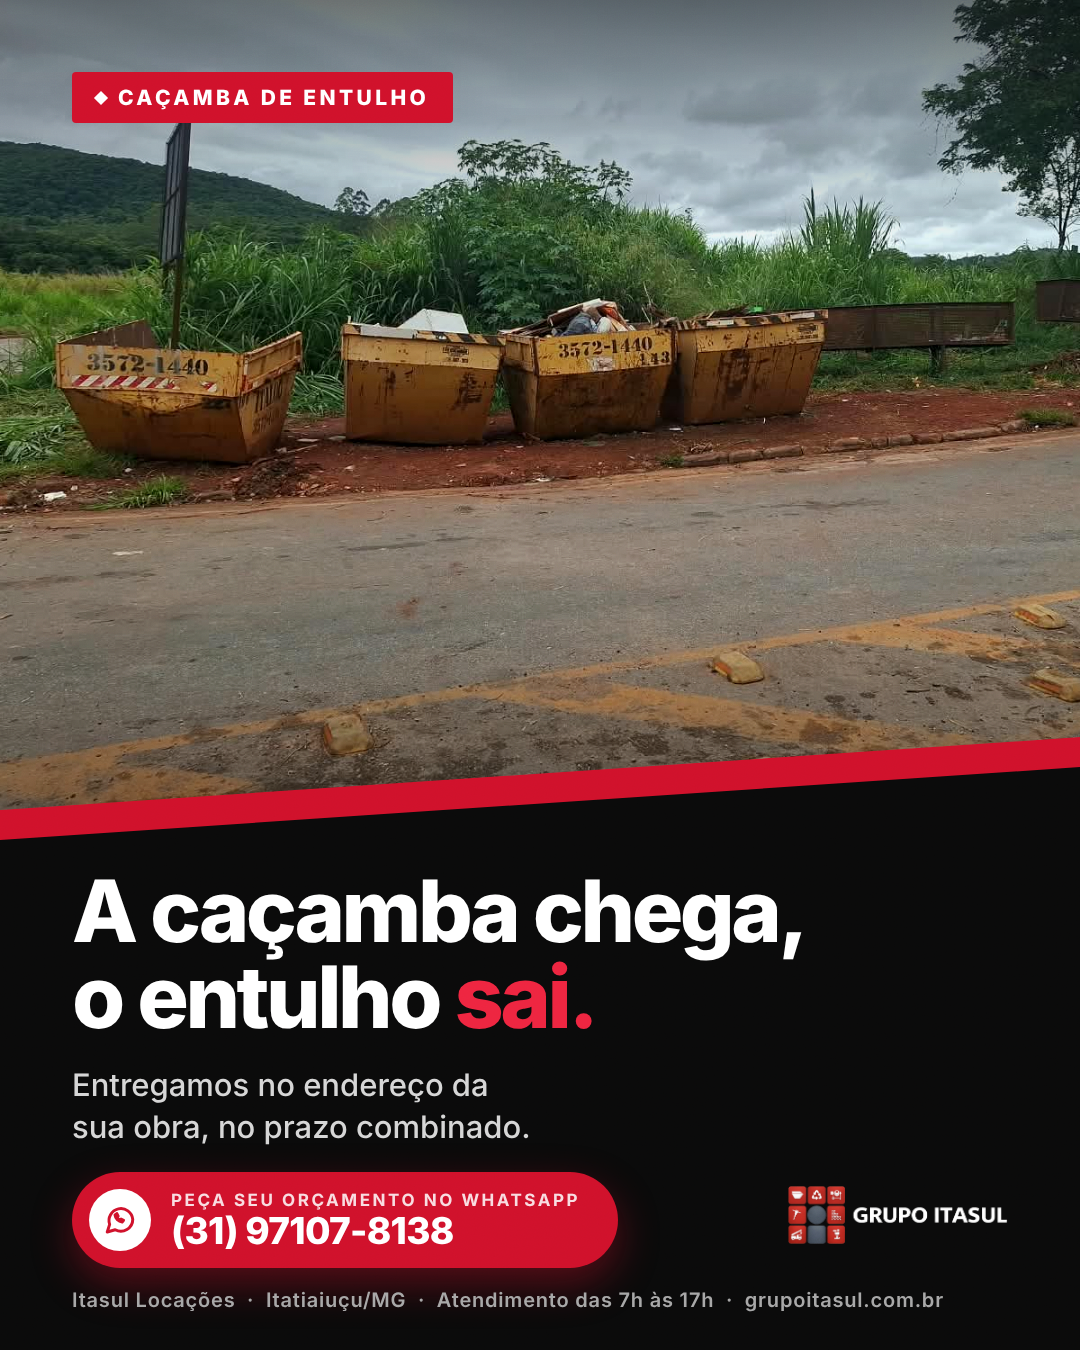 CAÇAMBA DE ENTULHO
3572-1440
3572-1440
143
A caçamba chega,
o entulho sai.
Entregamos no endereço da
sua obra, no prazo combinado.
PEÇA SEU ORÇAMENTO NO WHATSAPP
(31) 97107-8138
GRUPO ITASUL
Itasul Locações · Itatiaiuçu/MG · Atendimento das 7h às 17h · grupoitasul.com.br